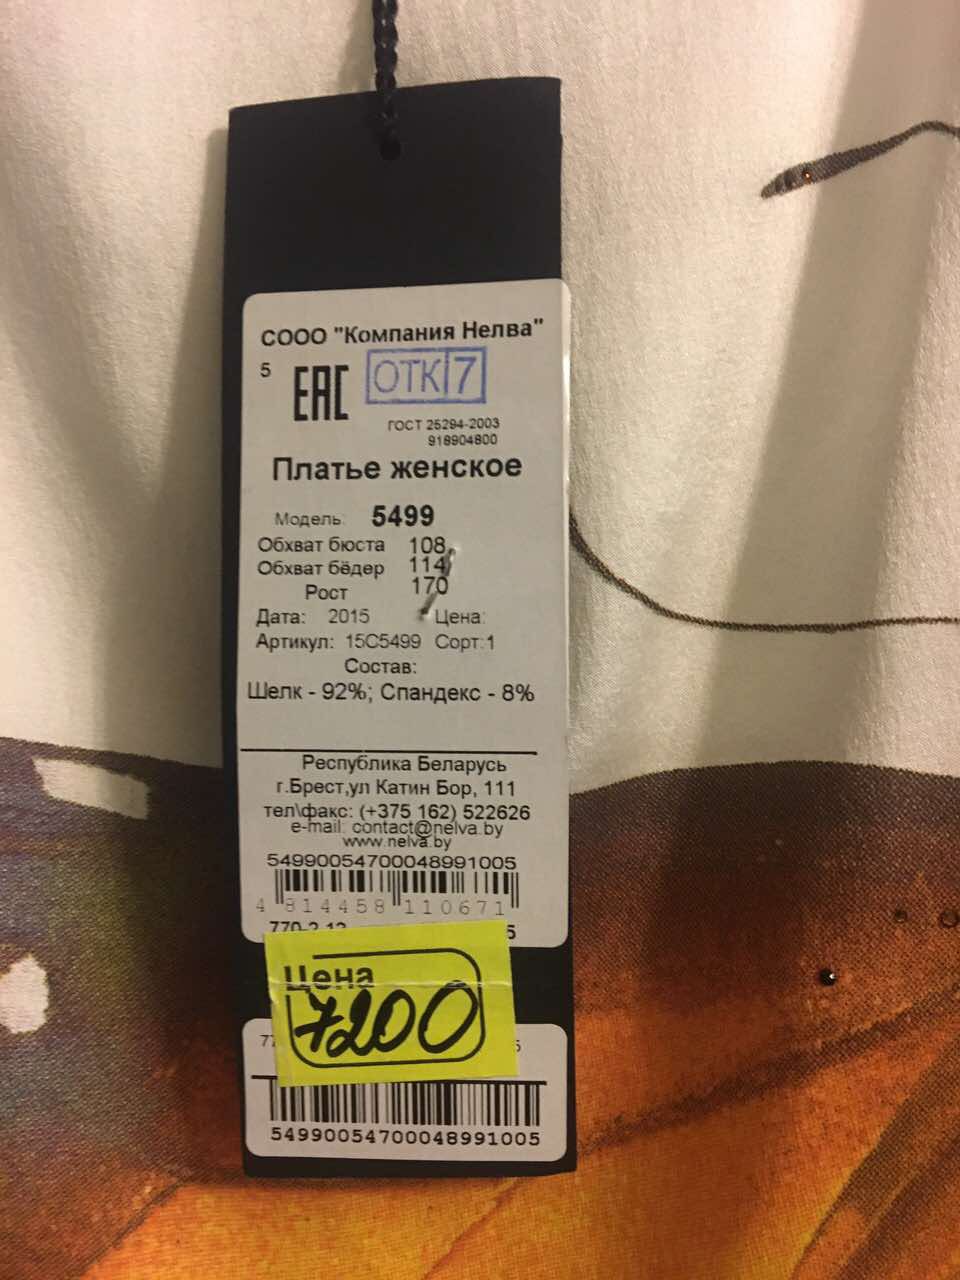 СООО "Компания Нелва"
5 ЕАС ОТК 7
ГОСТ 25294-2003
918904800
Платье женское
Модель: 5499
Обхват бюста 108
Обхват бёдер 114
Рост 170
Дата: 2015 Цена:
Артикул: 15С5499 Сорт:1
Состав:
Шелк - 92%; Спандекс - 8%
Республика Беларусь
г.Брест,ул Катин Бор, 111
тел\факс: (+375 162) 522626
e-mail: contact@nelva.by
www.nelva.by
54990054700048991005
4 814458 110671
Цена
7200
54990054700048991005